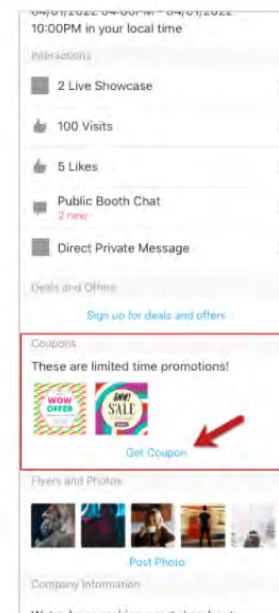 10:00PM in your local time
Interactions
2 Live Showcase
100 Visits
5 Likes
Public Booth Chat
2 new
Direct Private Message
Deals and Offers
Sign up for deals and offers
Coupons
These are limited time promotions!
WOW
OFFER
SALE
Get Coupon
Flyers and Photos
Post Photo
Company Information